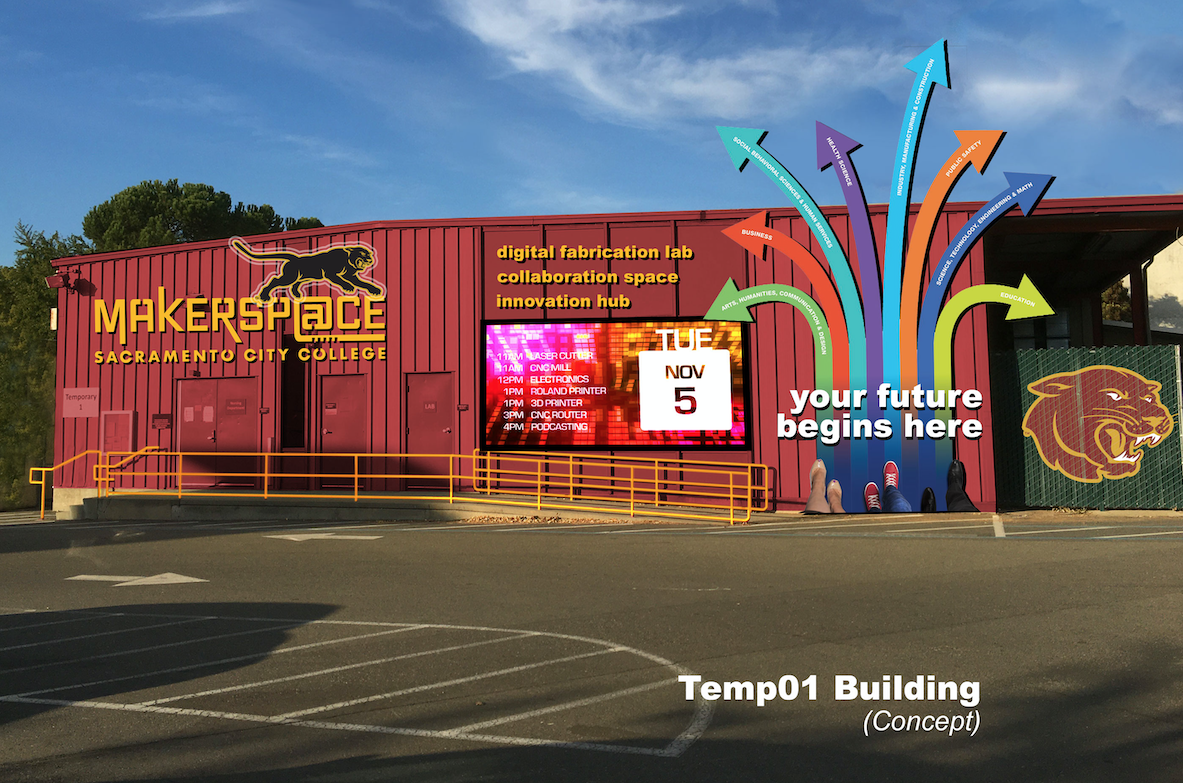 MAKERSP@CE
SACRAMENTO CITY COLLEGE
Temporary
1
LAB
digital fabrication lab
collaboration space
innovation hub
11AM LASER CUTTER
11AM CNC MILL
12PM ELECTRONICS
1PM ROLAND PRINTER
1PM 3D PRINTER
3PM CNC ROUTER
4PM PODCASTING
TUE
NOV
5
ARTS, HUMANITIES, COMMUNICATION & DESIGN
BUSINESS
SOCIAL BEHAVIORAL SCIENCES & HUMAN SERVICES
HEALTH SCIENCE
INDUSTRY, MANUFACTURING & CONSTRUCTION
PUBLIC SAFETY
SCIENCE, TECHNOLOGY, ENGINEERING & MATH
EDUCATION
your future
begins here
Temp01 Building
(Concept)